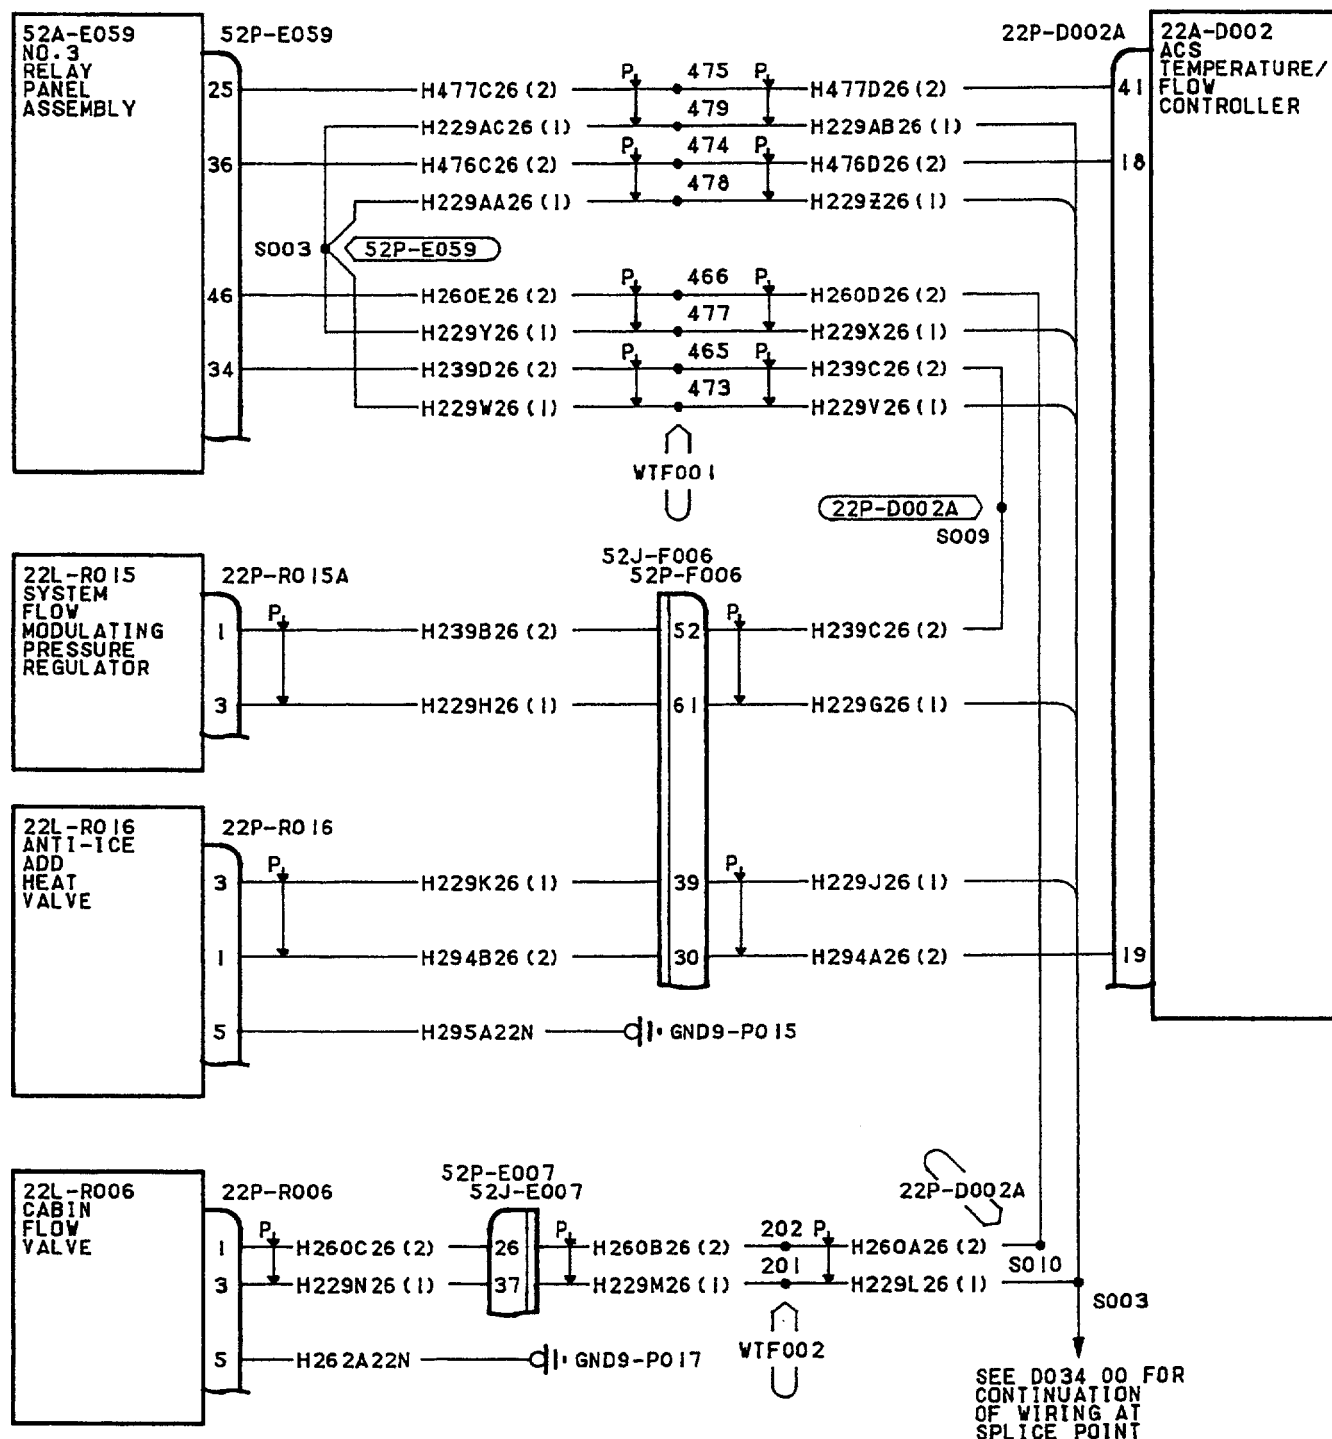 52A-E059
NO.3
RELAY
PANEL
ASSEMBLY
52P-E059
22P-D002A
22A-D002
ACS
TEMPERATURE/
FLOW
CONTROLLER
25 H477C26(2) P 475 P H477D26(2) 41
H229AC26(1) 479 H229AB26(1)
36 H476C26(2) P 474 P H476D26(2) 18
H229AA26(1) 478 H229Z26(1)
S003 52P-E059
46 H260E26(2) P 466 P H260D26(2)
H229Y26(1) 477 H229X26(1)
34 H239D26(2) P 465 P H239C26(2)
H229W26(1) 473 H229V26(1)
WTF001
22P-D002A
S009
52J-F006
52P-F006
22L-R015
SYSTEM
FLOW
MODULATING
PRESSURE
REGULATOR
22P-R015A
1 P H239B26(2) 52 P H239C26(2)
3 H229H26(1) 61 H229G26(1)
22L-R016
ANTI-ICE
ADD
HEAT
VALVE
22P-R016
3 P H229K26(1) 39 P H229J26(1)
1 H294B26(2) 30 H294A26(2) 19
5 H295A22N GND9-P015
22L-R006
CABIN
FLOW
VALVE
22P-R006
52P-E007
52J-E007
22P-D002A
1 P H260C26(2) 26 P H260B26(2) 202 P H260A26(2) S010
3 H229N26(1) 37 H229M26(1) 201 H229L26(1) S003
5 H262A22N GND9-P017
WTF002
SEE D034 00 FOR
CONTINUATION
OF WIRING AT
SPLICE POINT